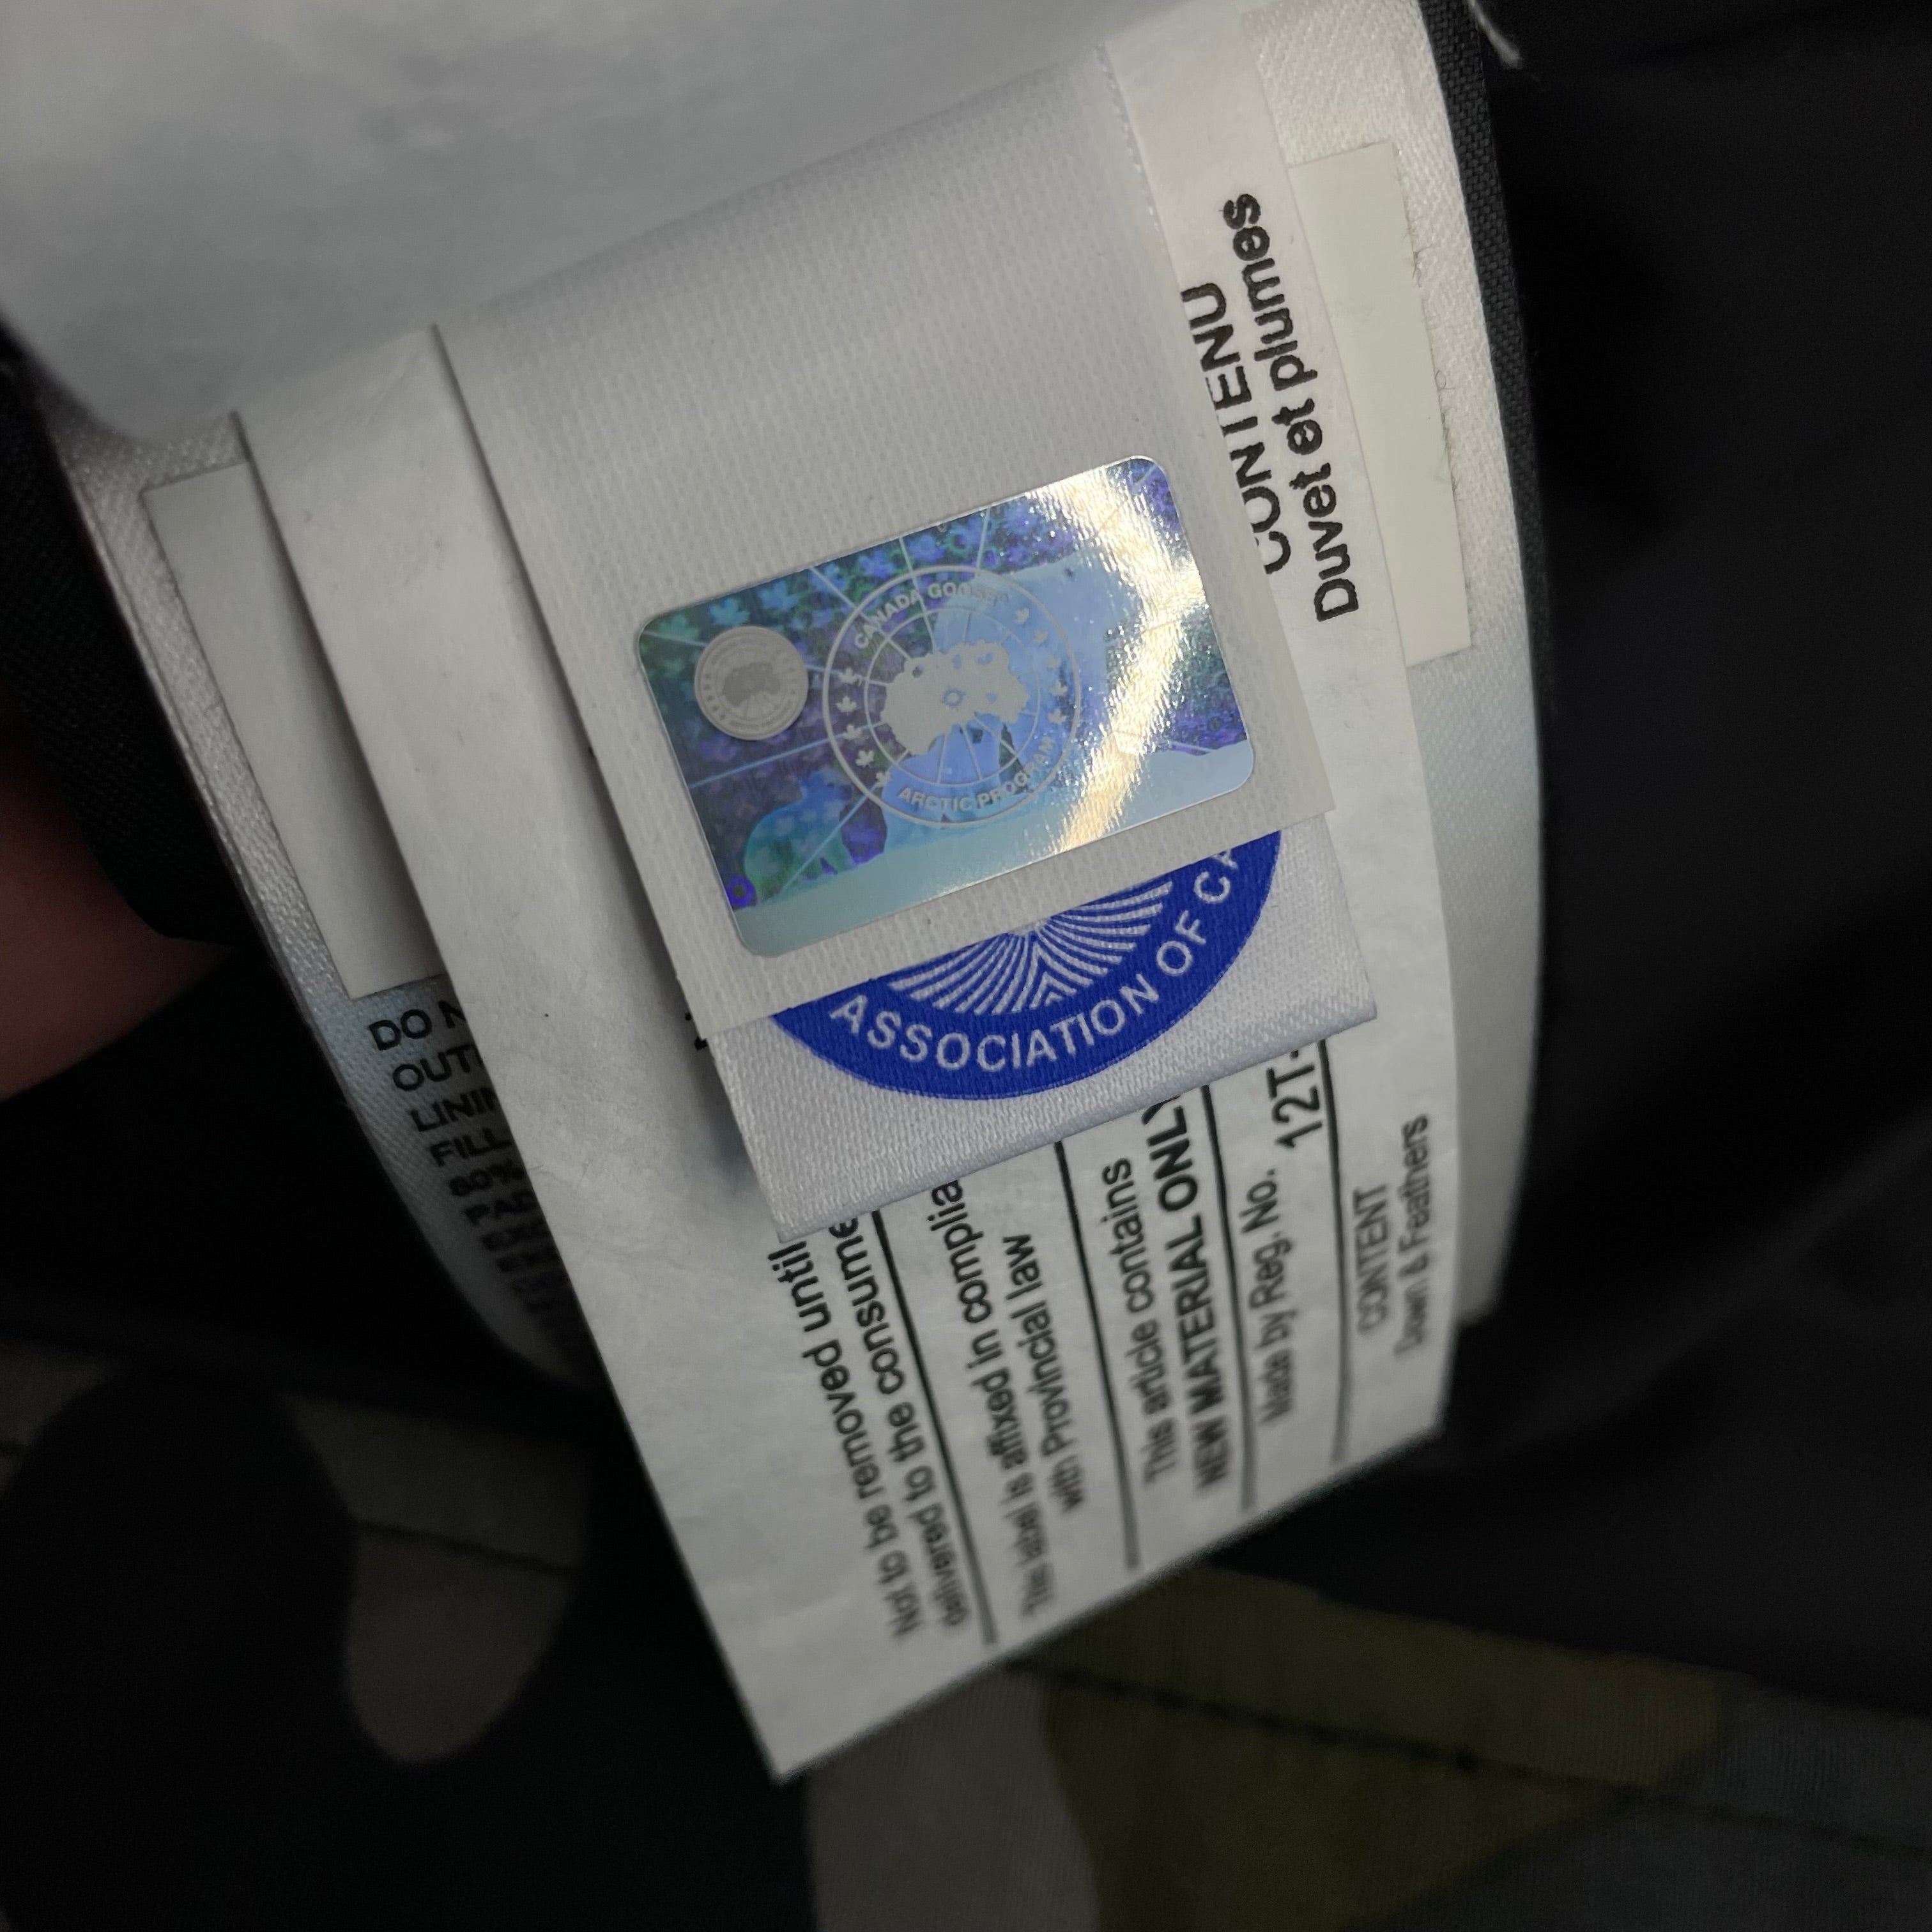 CANADA GOOSE
ARCTIC PROGRAM
ASSOCIATION OF CA
CONTENU
Duvet et plumes
Not to be removed until
delivered to the consume
This label is affixed in complia
with Provincial law
This article contains
NEW MATERIAL ONLY
Made by Reg. No.
12T-
CONTENT
Down & Feathers
DO N
OUT
LININ
FILL
80%